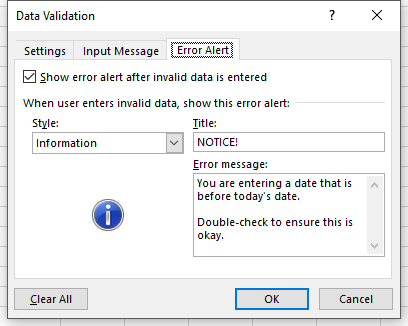 Data Validation
?
Settings
Input Message
Error Alert
Show error alert after invalid data is entered
When user enters invalid data, show this error alert:
Style:
Title:
Information
NOTICE!
Error message:
You are entering a date that is
before today's date.
Double-check to ensure this is
okay.
Clear All
OK
Cancel